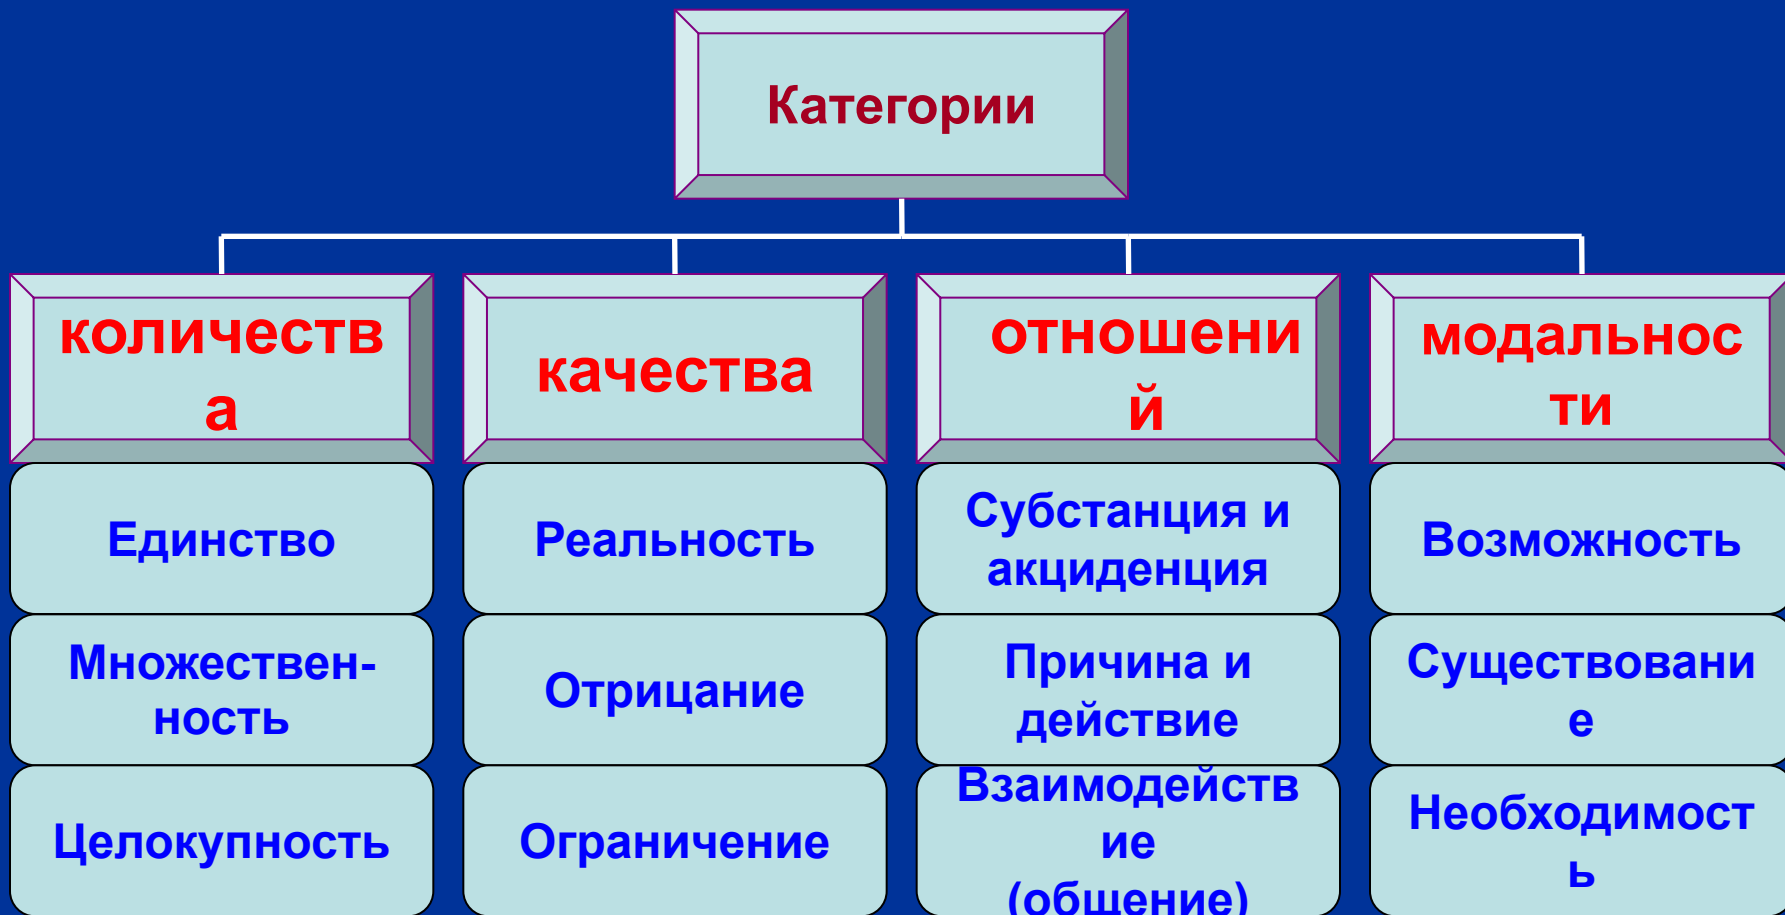 Категории
количеств
а
качества
отношени
й
модальнос
ти
Единство
Реальность
Субстанция и
акциденция
Возможность
Множествен-
ность
Отрицание
Причина и
действие
Существовани
е
Целокупность
Ограничение
Взаимодейств
ие
(общение)
Необходимост
ь